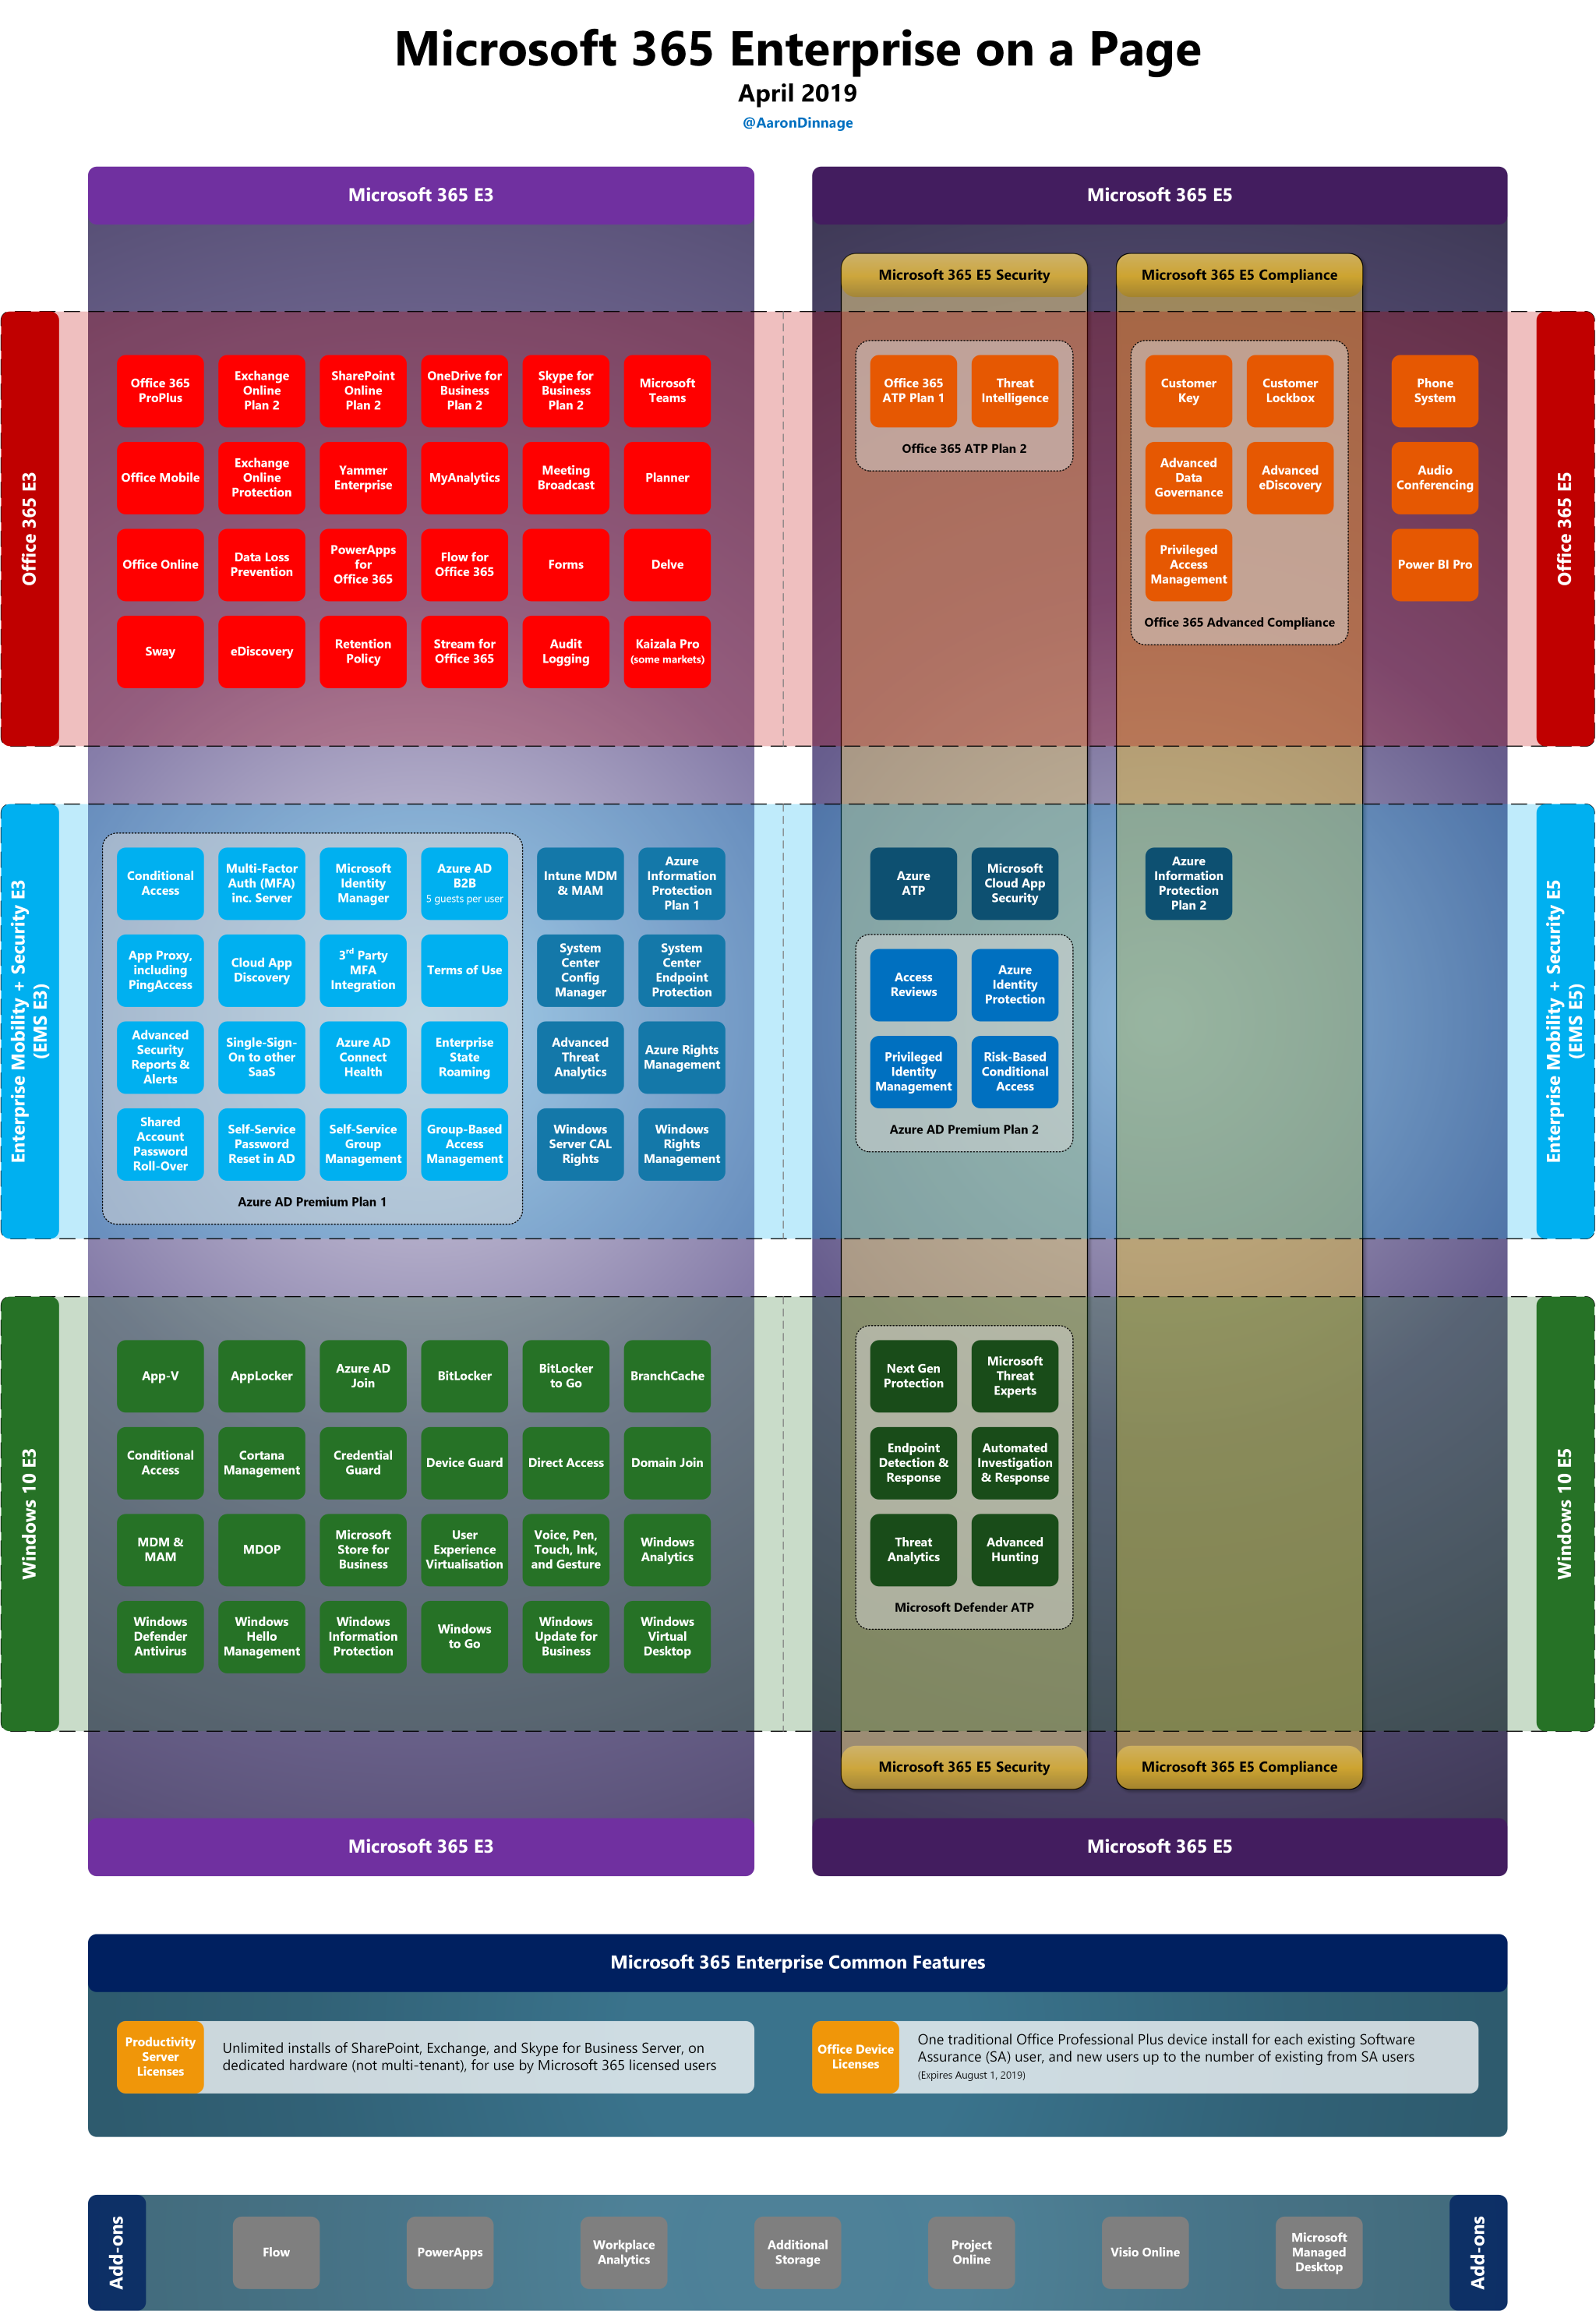 Microsoft 365 Enterprise on a Page
April 2019
@AaronDinnage
Microsoft 365 E3
Microsoft 365 E5
Microsoft 365 E5 Security
Microsoft 365 E5 Compliance
Office 365 E3
Office 365
ProPlus
Exchange
Online
Plan 2
SharePoint
Online
Plan 2
OneDrive for
Business
Plan 2
Skype for
Business
Plan 2
Microsoft
Teams
Office Mobile
Exchange
Online
Protection
Yammer
Enterprise
MyAnalytics
Meeting
Broadcast
Planner
Office Online
Data Loss
Prevention
PowerApps
for
Office 365
Flow for
Office 365
Forms
Delve
Sway
eDiscovery
Retention
Policy
Stream for
Office 365
Audit
Logging
Kaizala Pro
(some markets)
Office 365
ATP Plan 1
Threat
Intelligence
Office 365 ATP Plan 2
Customer
Key
Customer
Lockbox
Advanced
Data
Governance
Advanced
eDiscovery
Privileged
Access
Management
Office 365 Advanced Compliance
Phone
System
Audio
Conferencing
Power BI Pro
Office 365 E5
Enterprise Mobility + Security E3
(EMS E3)
Conditional
Access
Multi-Factor
Auth (MFA)
inc. Server
Microsoft
Identity
Manager
Azure AD
B2B
5 guests per user
App Proxy,
including
PingAccess
Cloud App
Discovery
3rd Party
MFA
Integration
Terms of Use
Advanced
Security
Reports &
Alerts
Single-Sign-
On to other
SaaS
Azure AD
Connect
Health
Enterprise
State
Roaming
Shared
Account
Password
Roll-Over
Self-Service
Password
Reset in AD
Self-Service
Group
Management
Group-Based
Access
Management
Azure AD Premium Plan 1
Intune MDM
& MAM
Azure
Information
Protection
Plan 1
System
Center
Config
Manager
System
Center
Endpoint
Protection
Advanced
Threat
Analytics
Azure Rights
Management
Windows
Server CAL
Rights
Windows
Rights
Management
Azure
ATP
Microsoft
Cloud App
Security
Access
Reviews
Azure
Identity
Protection
Privileged
Identity
Management
Risk-Based
Conditional
Access
Azure AD Premium Plan 2
Azure
Information
Protection
Plan 2
Enterprise Mobility + Security E5
(EMS E5)
Windows 10 E3
App-V
AppLocker
Azure AD
Join
BitLocker
BitLocker
to Go
BranchCache
Conditional
Access
Cortana
Management
Credential
Guard
Device Guard
Direct Access
Domain Join
MDM &
MAM
MDOP
Microsoft
Store for
Business
User
Experience
Virtualisation
Voice, Pen,
Touch, Ink,
and Gesture
Windows
Analytics
Windows
Defender
Antivirus
Windows
Hello
Management
Windows
Information
Protection
Windows
to Go
Windows
Update for
Business
Windows
Virtual
Desktop
Next Gen
Protection
Microsoft
Threat
Experts
Endpoint
Detection &
Response
Automated
Investigation
& Response
Threat
Analytics
Advanced
Hunting
Microsoft Defender ATP
Windows 10 E5
Microsoft 365 E5 Security
Microsoft 365 E5 Compliance
Microsoft 365 E3
Microsoft 365 E5
Microsoft 365 Enterprise Common Features
Productivity
Server
Licenses
Unlimited installs of SharePoint, Exchange, and Skype for Business Server, on
dedicated hardware (not multi-tenant), for use by Microsoft 365 licensed users
Office Device
Licenses
One traditional Office Professional Plus device install for each existing Software
Assurance (SA) user, and new users up to the number of existing from SA users
(Expires August 1, 2019)
Add-ons
Flow
PowerApps
Workplace
Analytics
Additional
Storage
Project
Online
Visio Online
Microsoft
Managed
Desktop
Add-ons